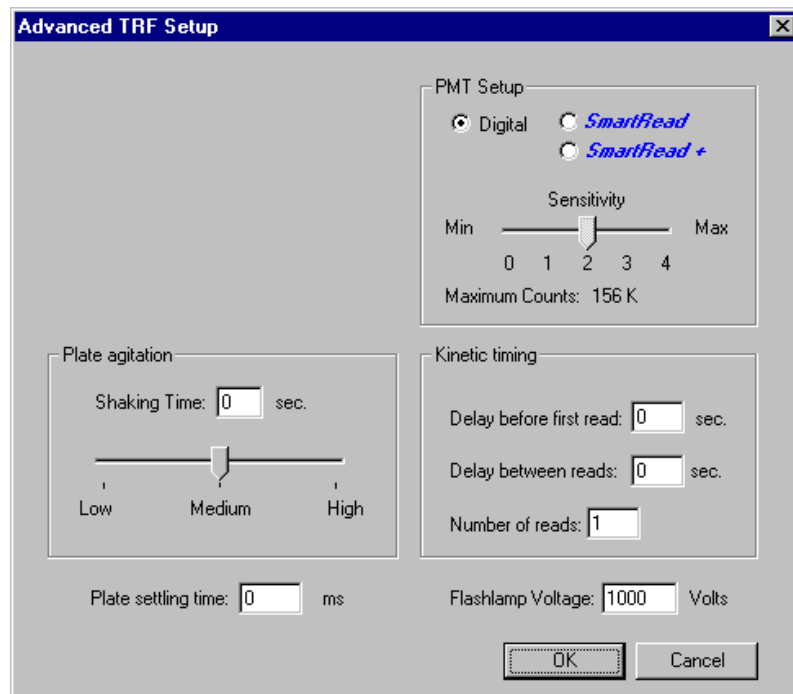 Advanced TRF Setup
PMT Setup
Digital
SmartRead
SmartRead +
Sensitivity
Min
Max
0 1 2 3 4
Maximum Counts: 156 K
Plate agitation
Shaking Time: 0 sec.
Low Medium High
Kinetic timing
Delay before first read: 0 sec.
Delay between reads: 0 sec.
Number of reads: 1
Plate settling time: 0 ms
Flashlamp Voltage: 1000 Volts
OK
Cancel